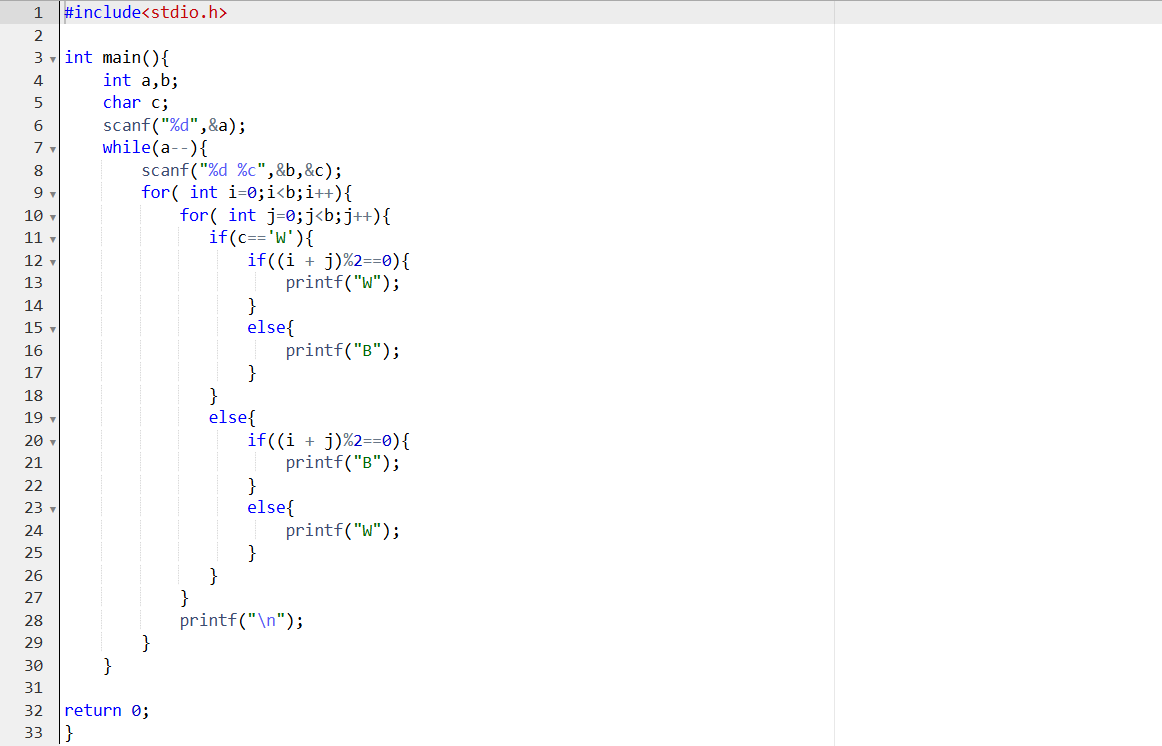 1 #include<stdio.h>
2
3 int main(){
4     int a,b;
5     char c;
6     scanf("%d",&a);
7     while(a--){
8         scanf("%d %c",&b,&c);
9         for( int i=0;i<b;i++){
10             for( int j=0;j<b;j++){
11                if(c=='W'){
12                    if((i + j)%2==0){
13                        printf("W");
14                    }
15                    else{
16                        printf("B");
17                    }
18                }
19                else{
20                    if((i + j)%2==0){
21                        printf("B");
22                    }
23                    else{
24                        printf("W");
25                    }
26                }
27             }
28             printf("\n");
29         }
30     }
31
32 return 0;
33 }